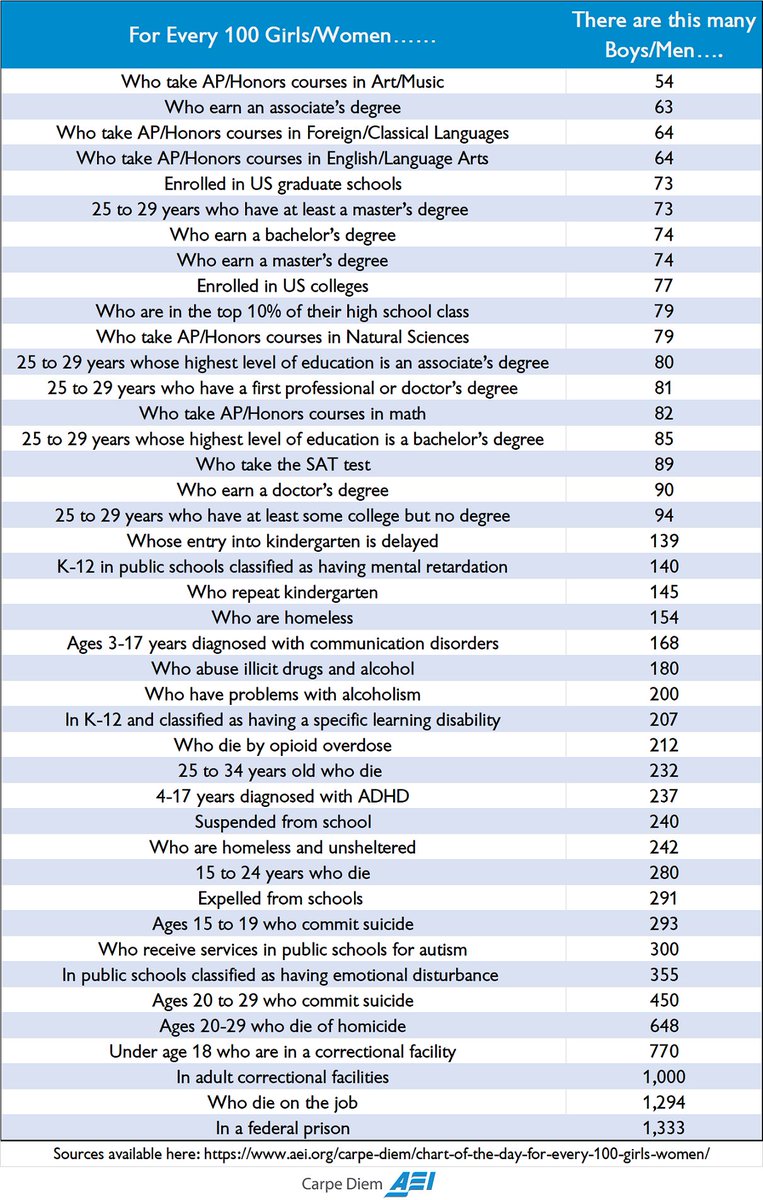 For Every 100 Girls/Women……
There are this many
Boys/Men….
Who take AP/Honors courses in Art/Music 54
Who earn an associate's degree 63
Who take AP/Honors courses in Foreign/Classical Languages 64
Who take AP/Honors courses in English/Language Arts 64
Enrolled in US graduate schools 73
25 to 29 years who have at least a master's degree 73
Who earn a bachelor's degree 74
Who earn a master's degree 74
Enrolled in US colleges 77
Who are in the top 10% of their high school class 79
Who take AP/Honors courses in Natural Sciences 79
25 to 29 years whose highest level of education is an associate's degree 80
25 to 29 years who have a first professional or doctor's degree 81
Who take AP/Honors courses in math 82
25 to 29 years whose highest level of education is a bachelor's degree 85
Who take the SAT test 89
Who earn a doctor's degree 90
25 to 29 years who have at least some college but no degree 94
Whose entry into kindergarten is delayed 139
K-12 in public schools classified as having mental retardation 140
Who repeat kindergarten 145
Who are homeless 154
Ages 3-17 years diagnosed with communication disorders 168
Who abuse illicit drugs and alcohol 180
Who have problems with alcoholism 200
In K-12 and classified as having a specific learning disability 207
Who die by opioid overdose 212
25 to 34 years old who die 232
4-17 years diagnosed with ADHD 237
Suspended from school 240
Who are homeless and unsheltered 242
15 to 24 years who die 280
Expelled from schools 291
Ages 15 to 19 who commit suicide 293
Who receive services in public schools for autism 300
In public schools classified as having emotional disturbance 355
Ages 20 to 29 who commit suicide 450
Ages 20-29 who die of homicide 648
Under age 18 who are in a correctional facility 770
In adult correctional facilities 1,000
Who die on the job 1,294
In a federal prison 1,333
Sources available here: https://www.aei.org/carpe-diem/chart-of-the-day-for-every-100-girls-women/
Carpe Diem AEI